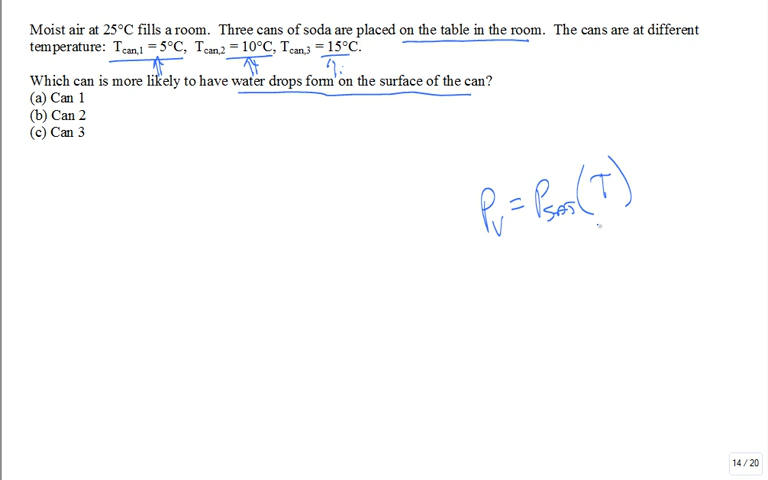 Moist air at 25°C fills a room. Three cans of soda are placed on the table in the room. The cans are at different
temperature: Tcan,1 = 5°C, Tcan,2 = 10°C, Tcan,3 = 15°C.
Which can is more likely to have water drops form on the surface of the can?
(a) Can 1
(b) Can 2
(c) Can 3
Pv = Psat(T)
14 / 20